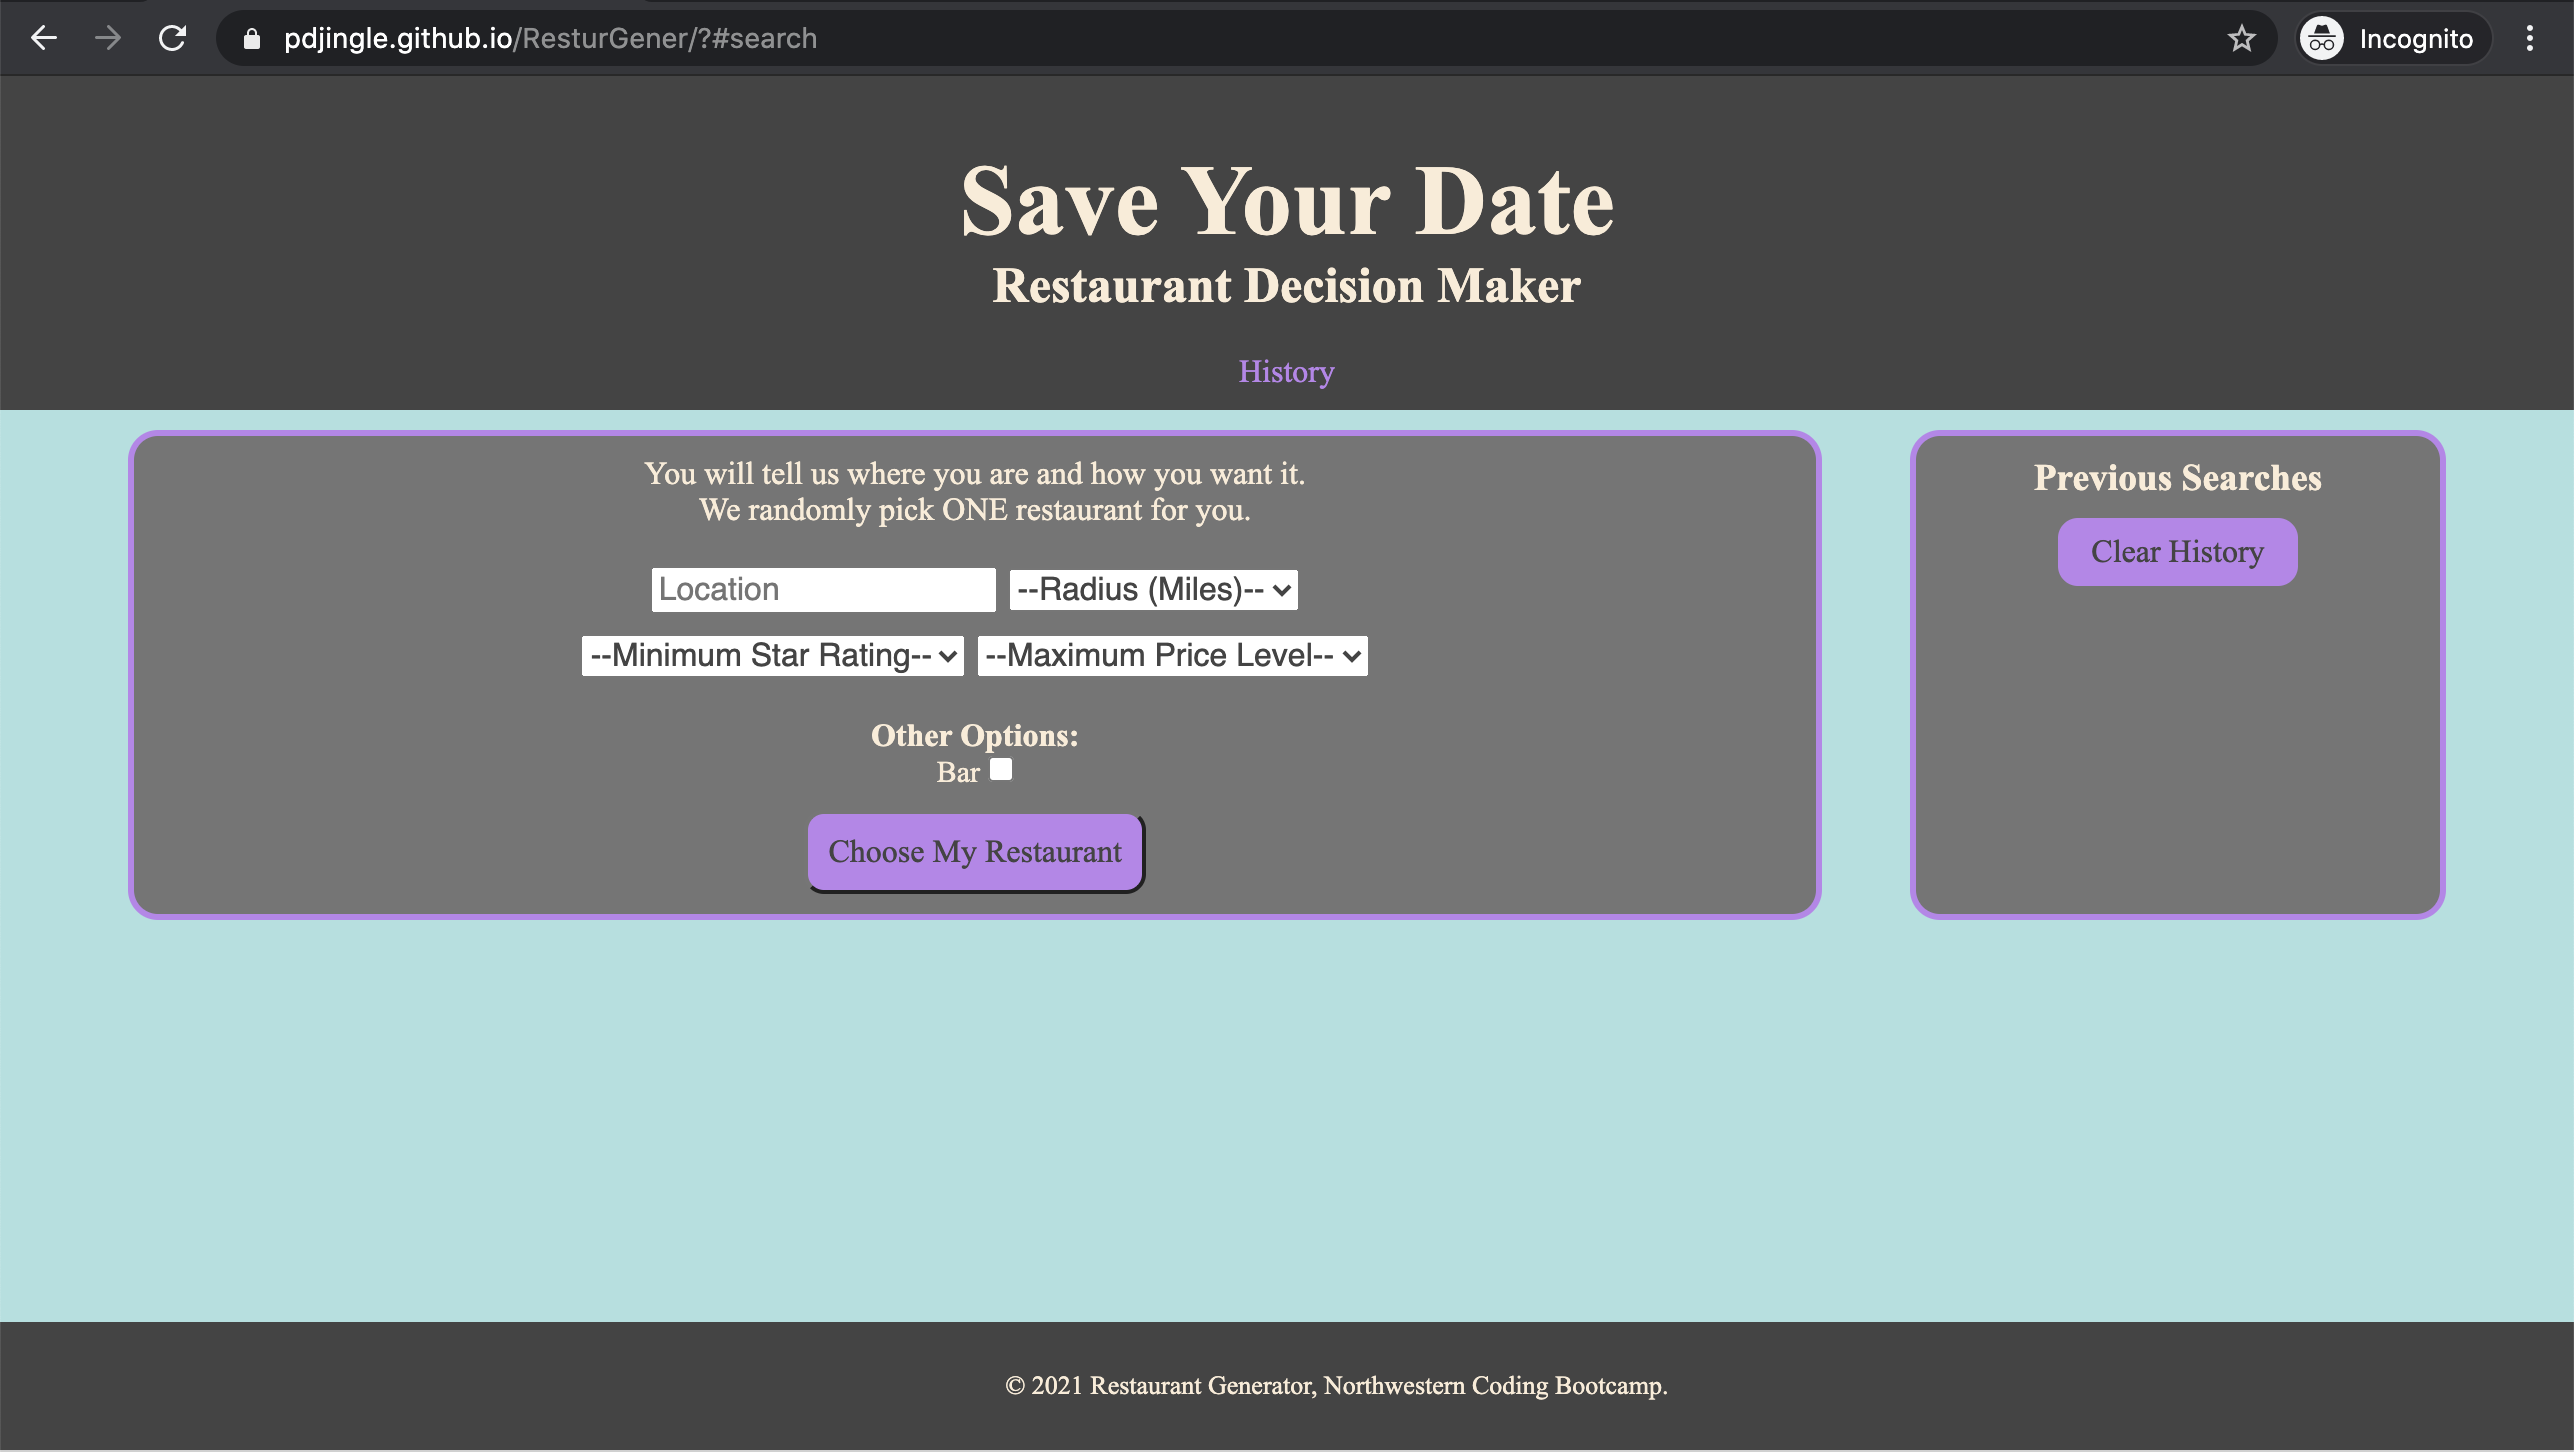 pdjingle.github.io/ResturGener/?#search
Incognito
Save Your Date
Restaurant Decision Maker
History
You will tell us where you are and how you want it.
We randomly pick ONE restaurant for you.
Location
--Radius (Miles)--
--Minimum Star Rating--
--Maximum Price Level--
Other Options:
Bar
Choose My Restaurant
Previous Searches
Clear History
© 2021 Restaurant Generator, Northwestern Coding Bootcamp.